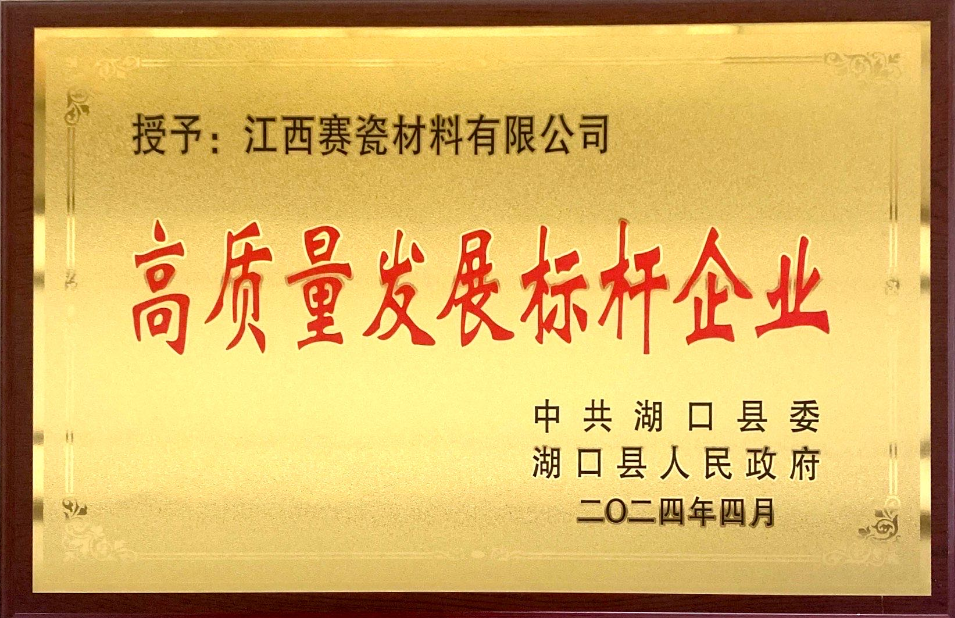 授予：江西赛瓷材料有限公司
高质量发展标杆企业
中共湖口县委
湖口县人民政府
二〇二四年四月